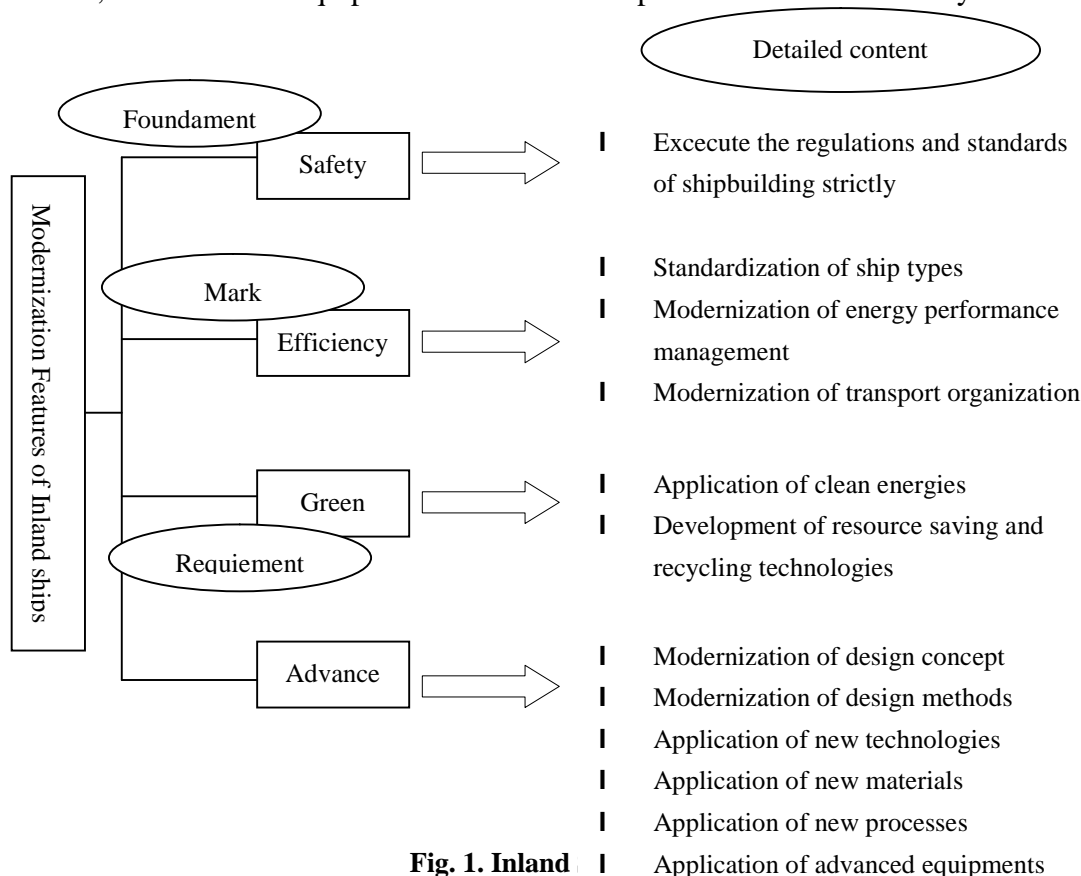 Detailed content
Foundament
Safety
Excecute the regulations and standards
of shipbuilding strictly
Modernization Features of Inland ships
Mark
Efficiency
Standardization of ship types
Modernization of energy performance
management
Modernization of transport organization
Green
Requiement
Application of clean energies
Development of resource saving and
recycling technologies
Advance
Modernization of design concept
Modernization of design methods
Application of new technologies
Application of new materials
Application of new processes
Application of advanced equipments
Fig. 1. Inland